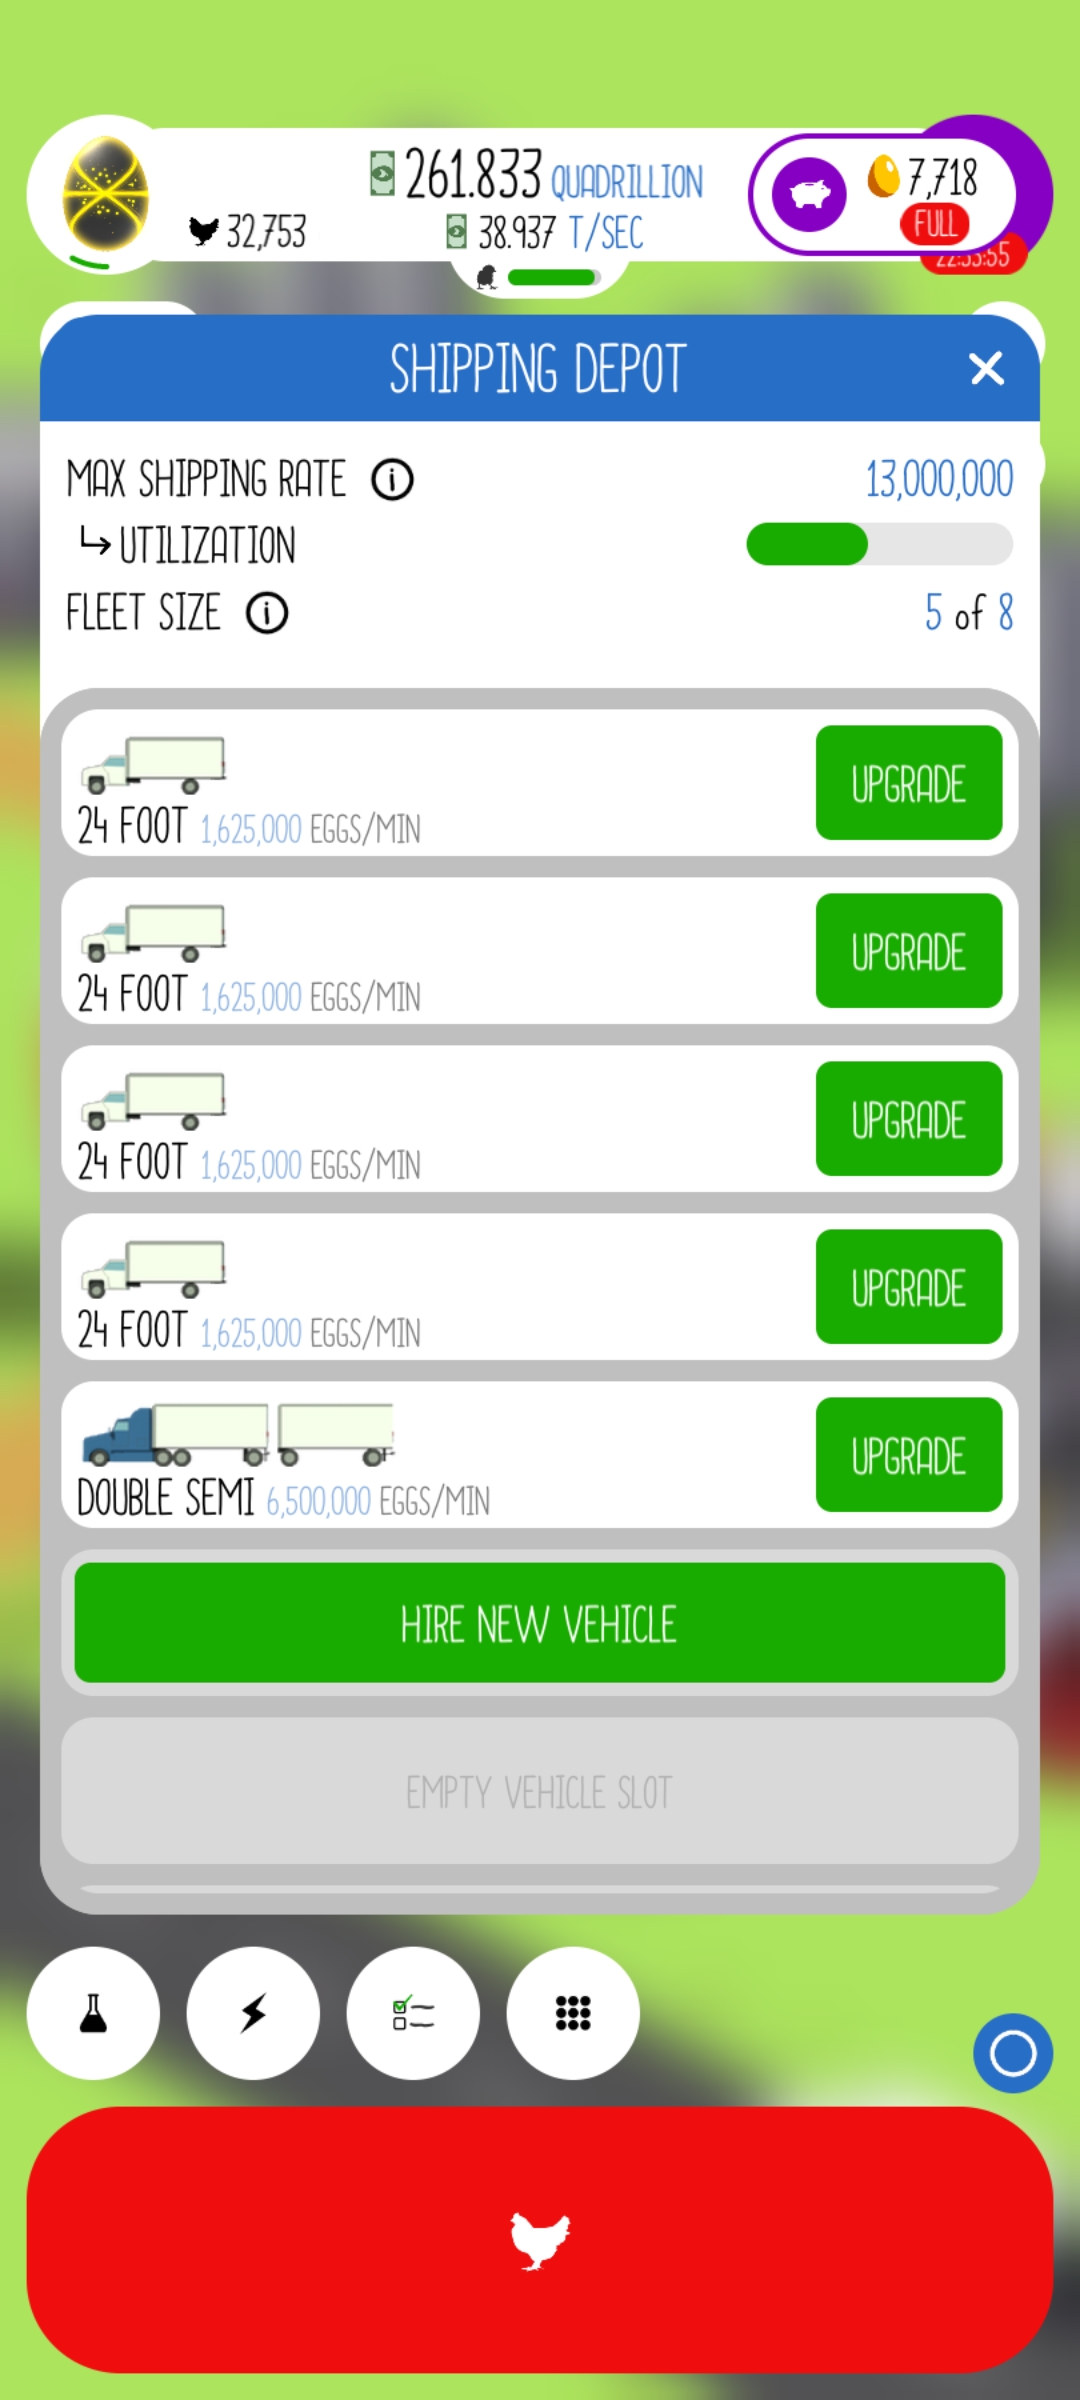 261.833 QUADRILLION
7,718
32,753
38.937 T/SEC
FULL
22:53:55
SHIPPING DEPOT
MAX SHIPPING RATE 13,000,000
UTILIZATION
FLEET SIZE 5 of 8
UPGRADE
24 FOOT 1,625,000 EGGS/MIN
UPGRADE
24 FOOT 1,625,000 EGGS/MIN
UPGRADE
24 FOOT 1,625,000 EGGS/MIN
UPGRADE
24 FOOT 1,625,000 EGGS/MIN
UPGRADE
DOUBLE SEMI 6,500,000 EGGS/MIN
HIRE NEW VEHICLE
EMPTY VEHICLE SLOT